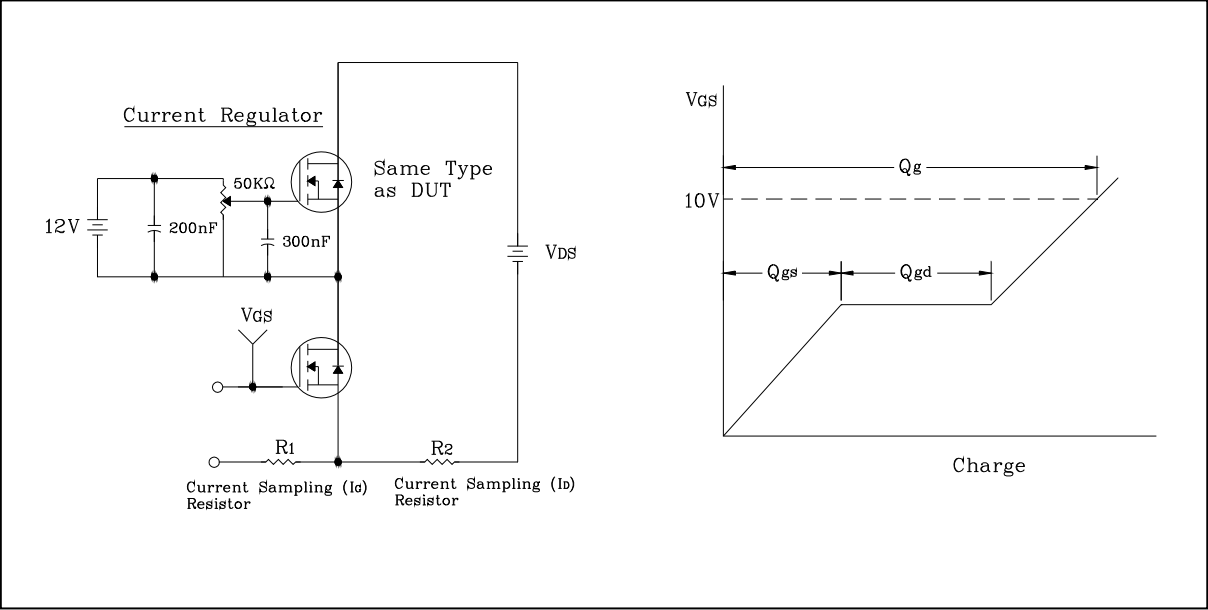 Current Regulator
Same Type
as DUT
50KΩ
12V
200nF
300nF
VDS
VGS
R1
R2
Current Sampling (IG)
Resistor
Current Sampling (ID)
Resistor
VGS
Qg
10V
Qgs
Qgd
Charge